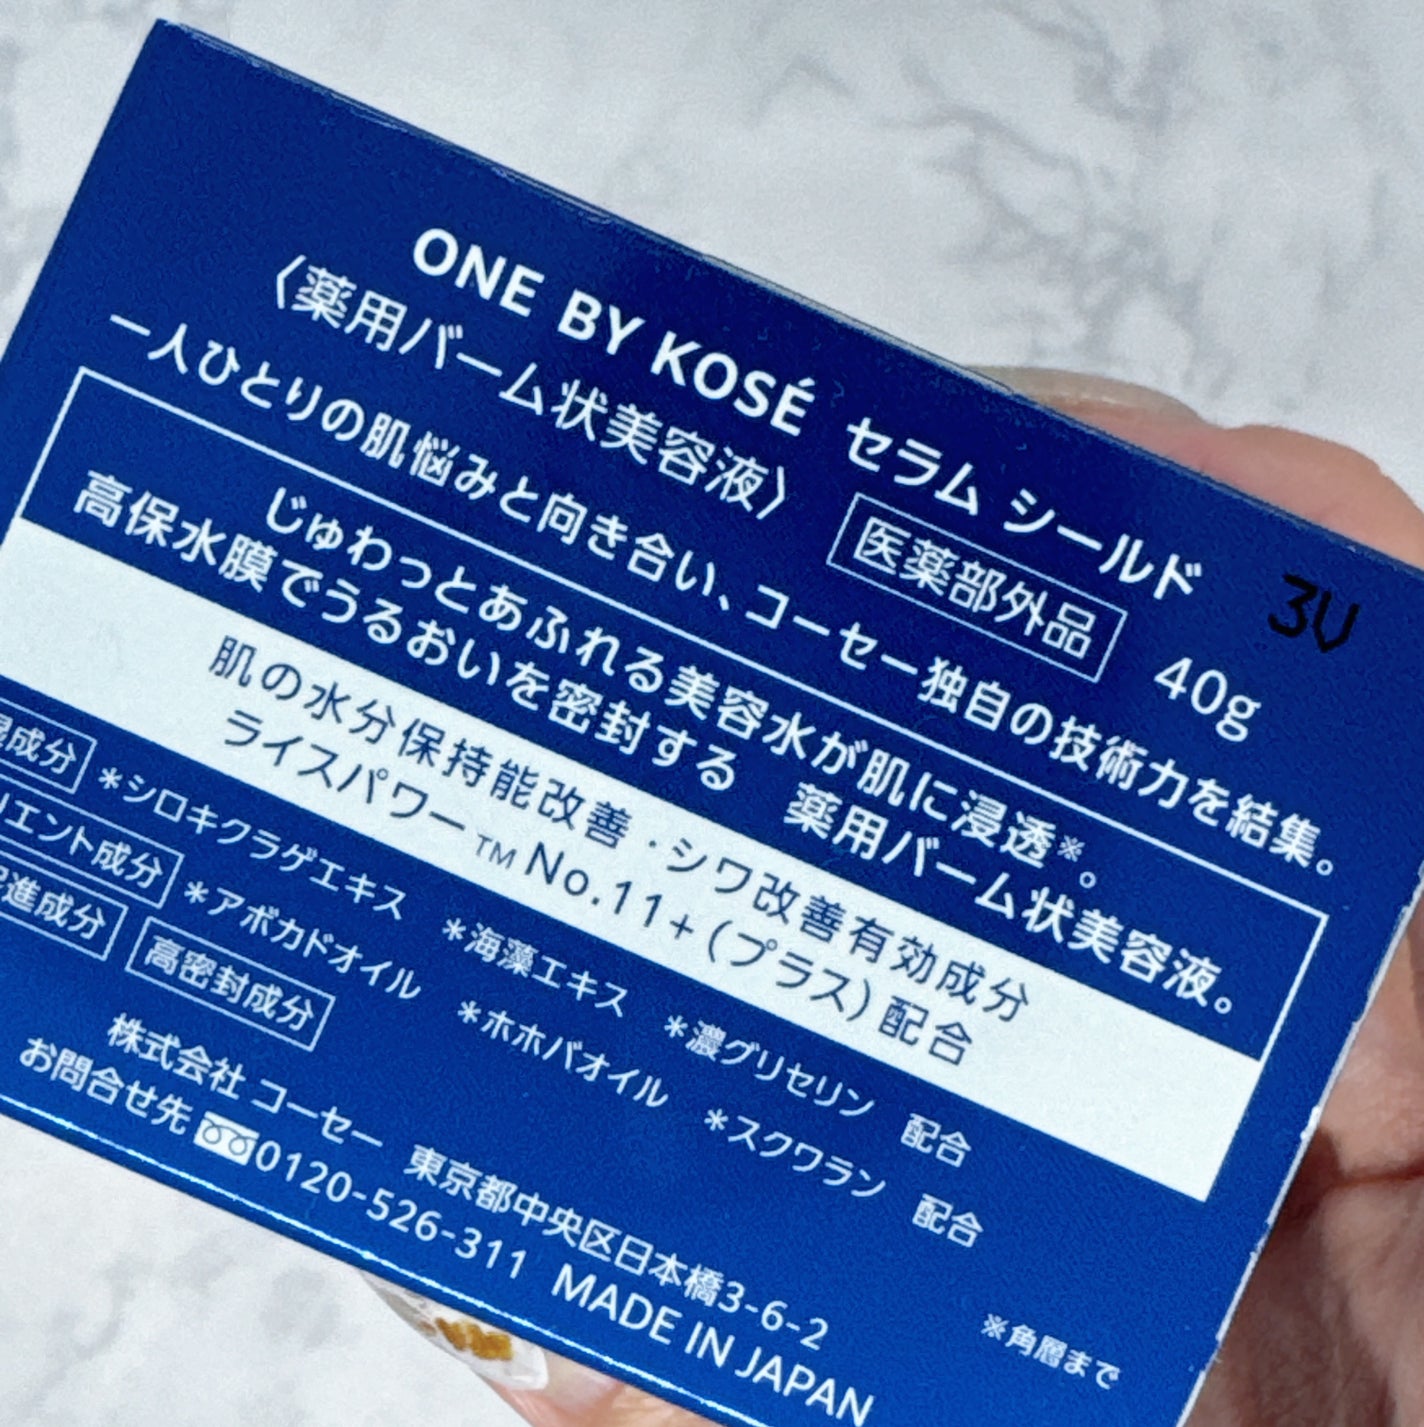 ONE BY KOSÉ セラム シールド
〈薬用バーム状美容液〉 医薬部外品 40g
3U
一人ひとりの肌悩みと向き合い、コーセー独自の技術力を結集。
じゅわっとあふれる美容水が肌に浸透※。
高保水膜でうるおいを密封する 薬用バーム状美容液。
肌の水分保持能改善・シワ改善有効成分
ライスパワー™ No.11+（プラス）配合
成分 *シロキクラゲエキス *海藻エキス *濃グリセリン 配合
エント成分 *アボカドオイル *ホホバオイル *スクワラン 配合
進成分 高密封成分
※角層まで
株式会社 コーセー 東京都中央区日本橋3-6-2
お問合せ先 0120-526-311 MADE IN JAPAN